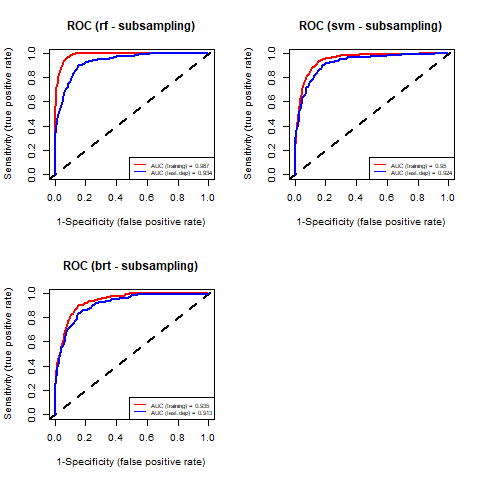 ROC (rf - subsampling)
Sensitivity (true positive rate)
0.0 0.2 0.4 0.6 0.8 1.0
AUC (training) = 0.987
AUC (test.dep) = 0.934
0.0 0.2 0.4 0.6 0.8 1.0
1-Specificity (false positive rate)
ROC (svm - subsampling)
Sensitivity (true positive rate)
0.0 0.2 0.4 0.6 0.8 1.0
AUC (training) = 0.95
AUC (test.dep) = 0.924
0.0 0.2 0.4 0.6 0.8 1.0
1-Specificity (false positive rate)
ROC (brt - subsampling)
Sensitivity (true positive rate)
0.0 0.2 0.4 0.6 0.8 1.0
AUC (training) = 0.935
AUC (test.dep) = 0.913
0.0 0.2 0.4 0.6 0.8 1.0
1-Specificity (false positive rate)